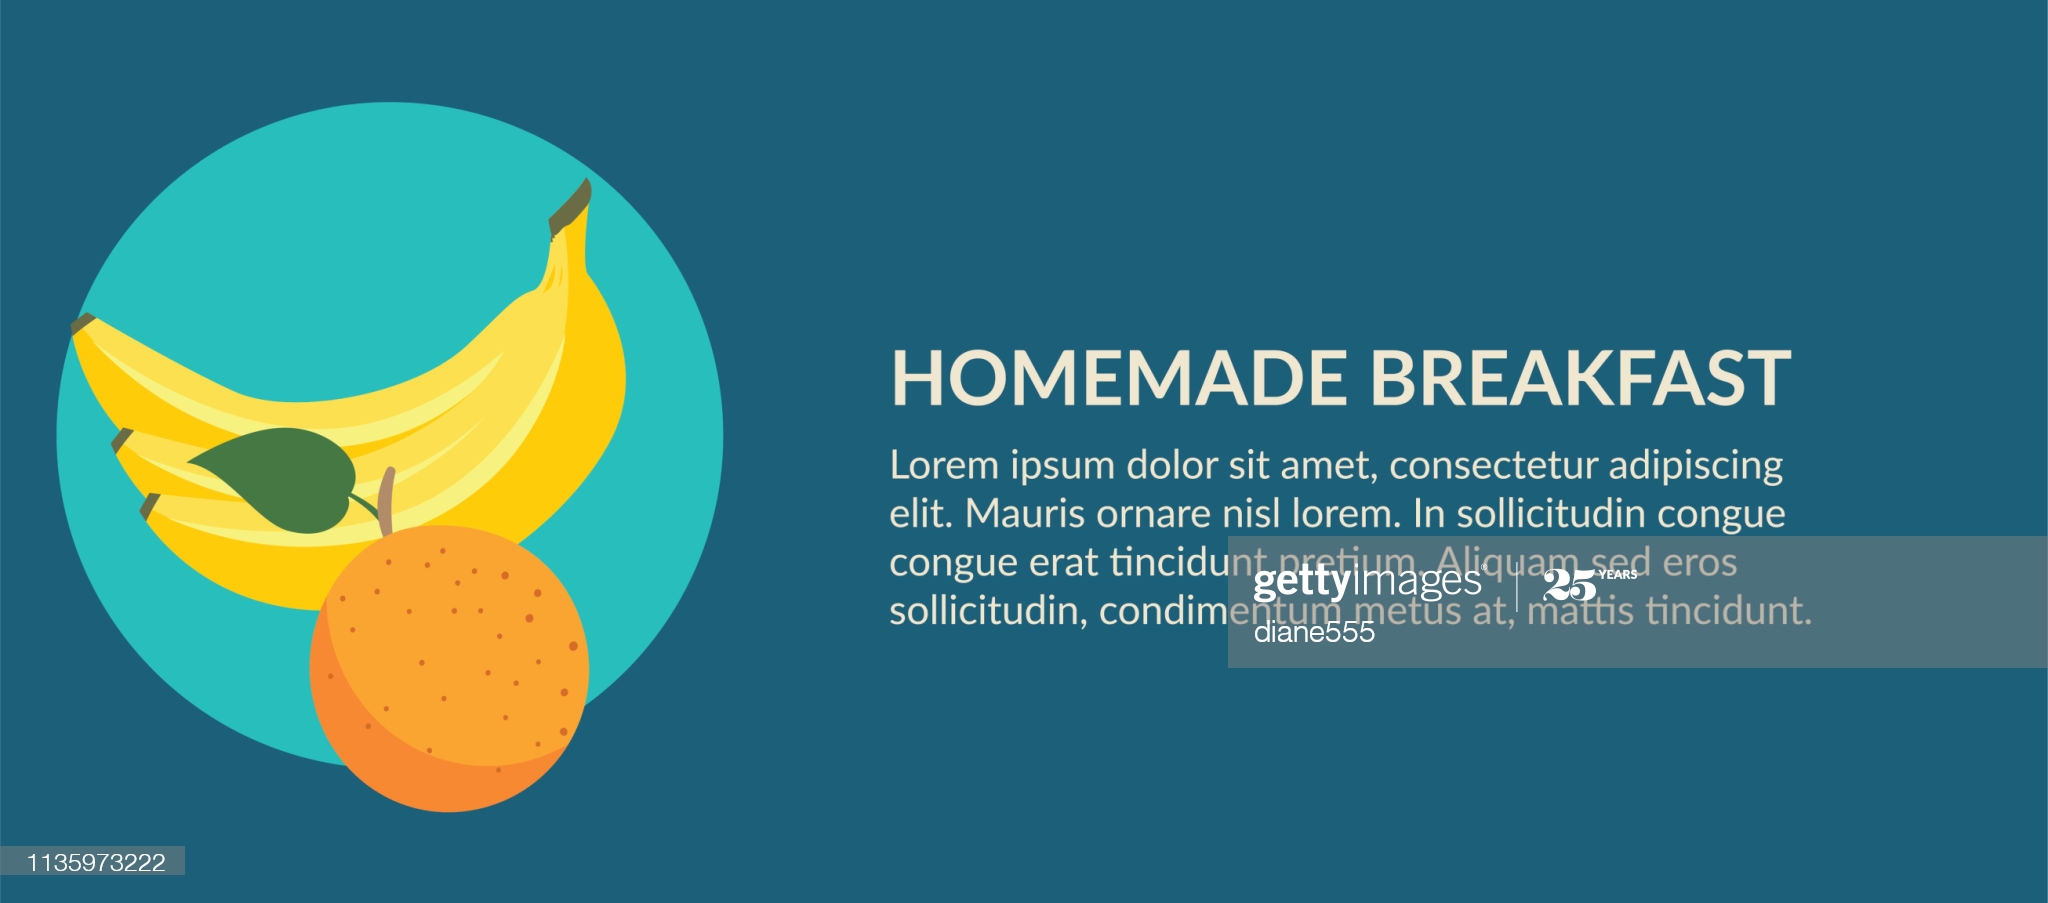 HOMEMADE BREAKFAST
Lorem ipsum dolor sit amet, consectetur adipiscing
elit. Mauris ornare nisl lorem. In sollicitudin congue
congue erat tincidunt pretium. Aliquam sed eros
sollicitudin, condimentum metus at, mattis tincidunt.
gettyimages® | 25 YEARS
diane555
1135973222